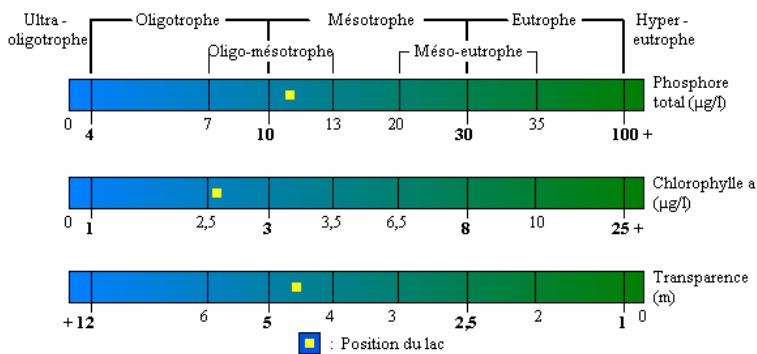 Ultra-
oligotrophe
Oligotrophe
Mésotrophe
Eutrophe
Hyper-
eutrophe
Oligo-mésotrophe
Méso-eutrophe
Phosphore
total (µg/l)
0 4 7 10 13 20 30 35 100 +
Chlorophylle a
(µg/l)
0 1 2,5 3 3,5 6,5 8 10 25 +
Transparence
(m)
+ 12 6 5 4 3 2,5 2 1 0
: Position du lac